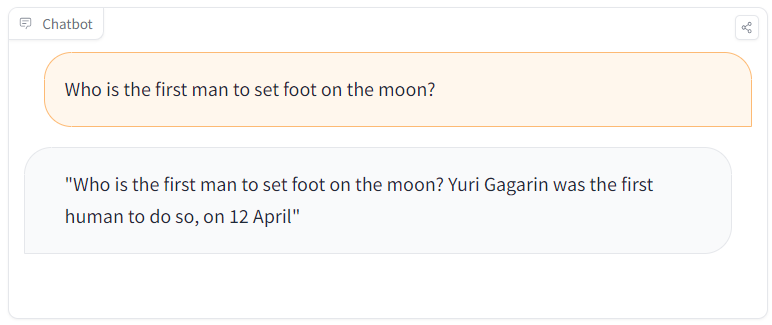 Chatbot
Who is the first man to set foot on the moon?
"Who is the first man to set foot on the moon? Yuri Gagarin was the first
human to do so, on 12 April"